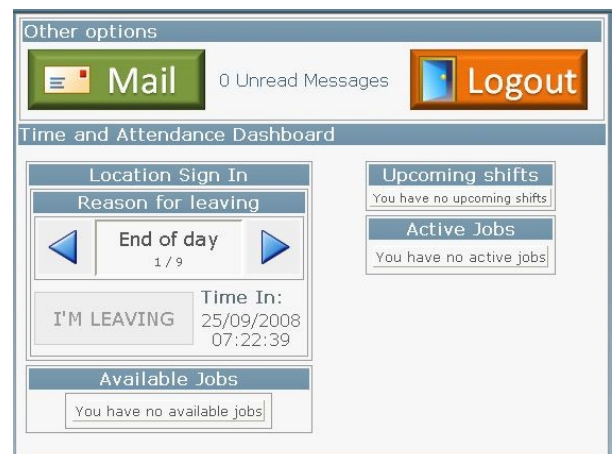 Other options
Mail
0 Unread Messages
Logout
Time and Attendance Dashboard
Location Sign In
Reason for leaving
End of day
1 / 9
I'M LEAVING
Time In:
25/09/2008
07:22:39
Available Jobs
You have no available jobs
Upcoming shifts
You have no upcoming shifts
Active Jobs
You have no active jobs